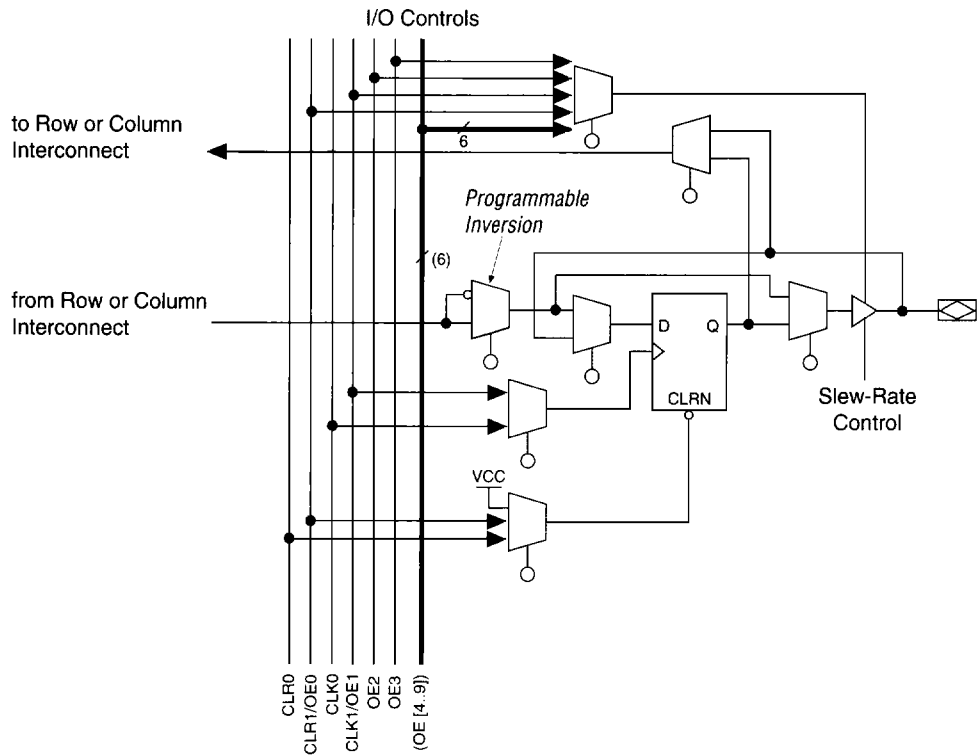 I/O Controls
to Row or Column
Interconnect
6
Programmable
Inversion
(6)
from Row or Column
Interconnect
D
Q
CLRN
Slew-Rate
Control
VCC
CLR0
CLR1/OE0
CLK0
CLK1/OE1
OE2
OE3
(OE [4..9])